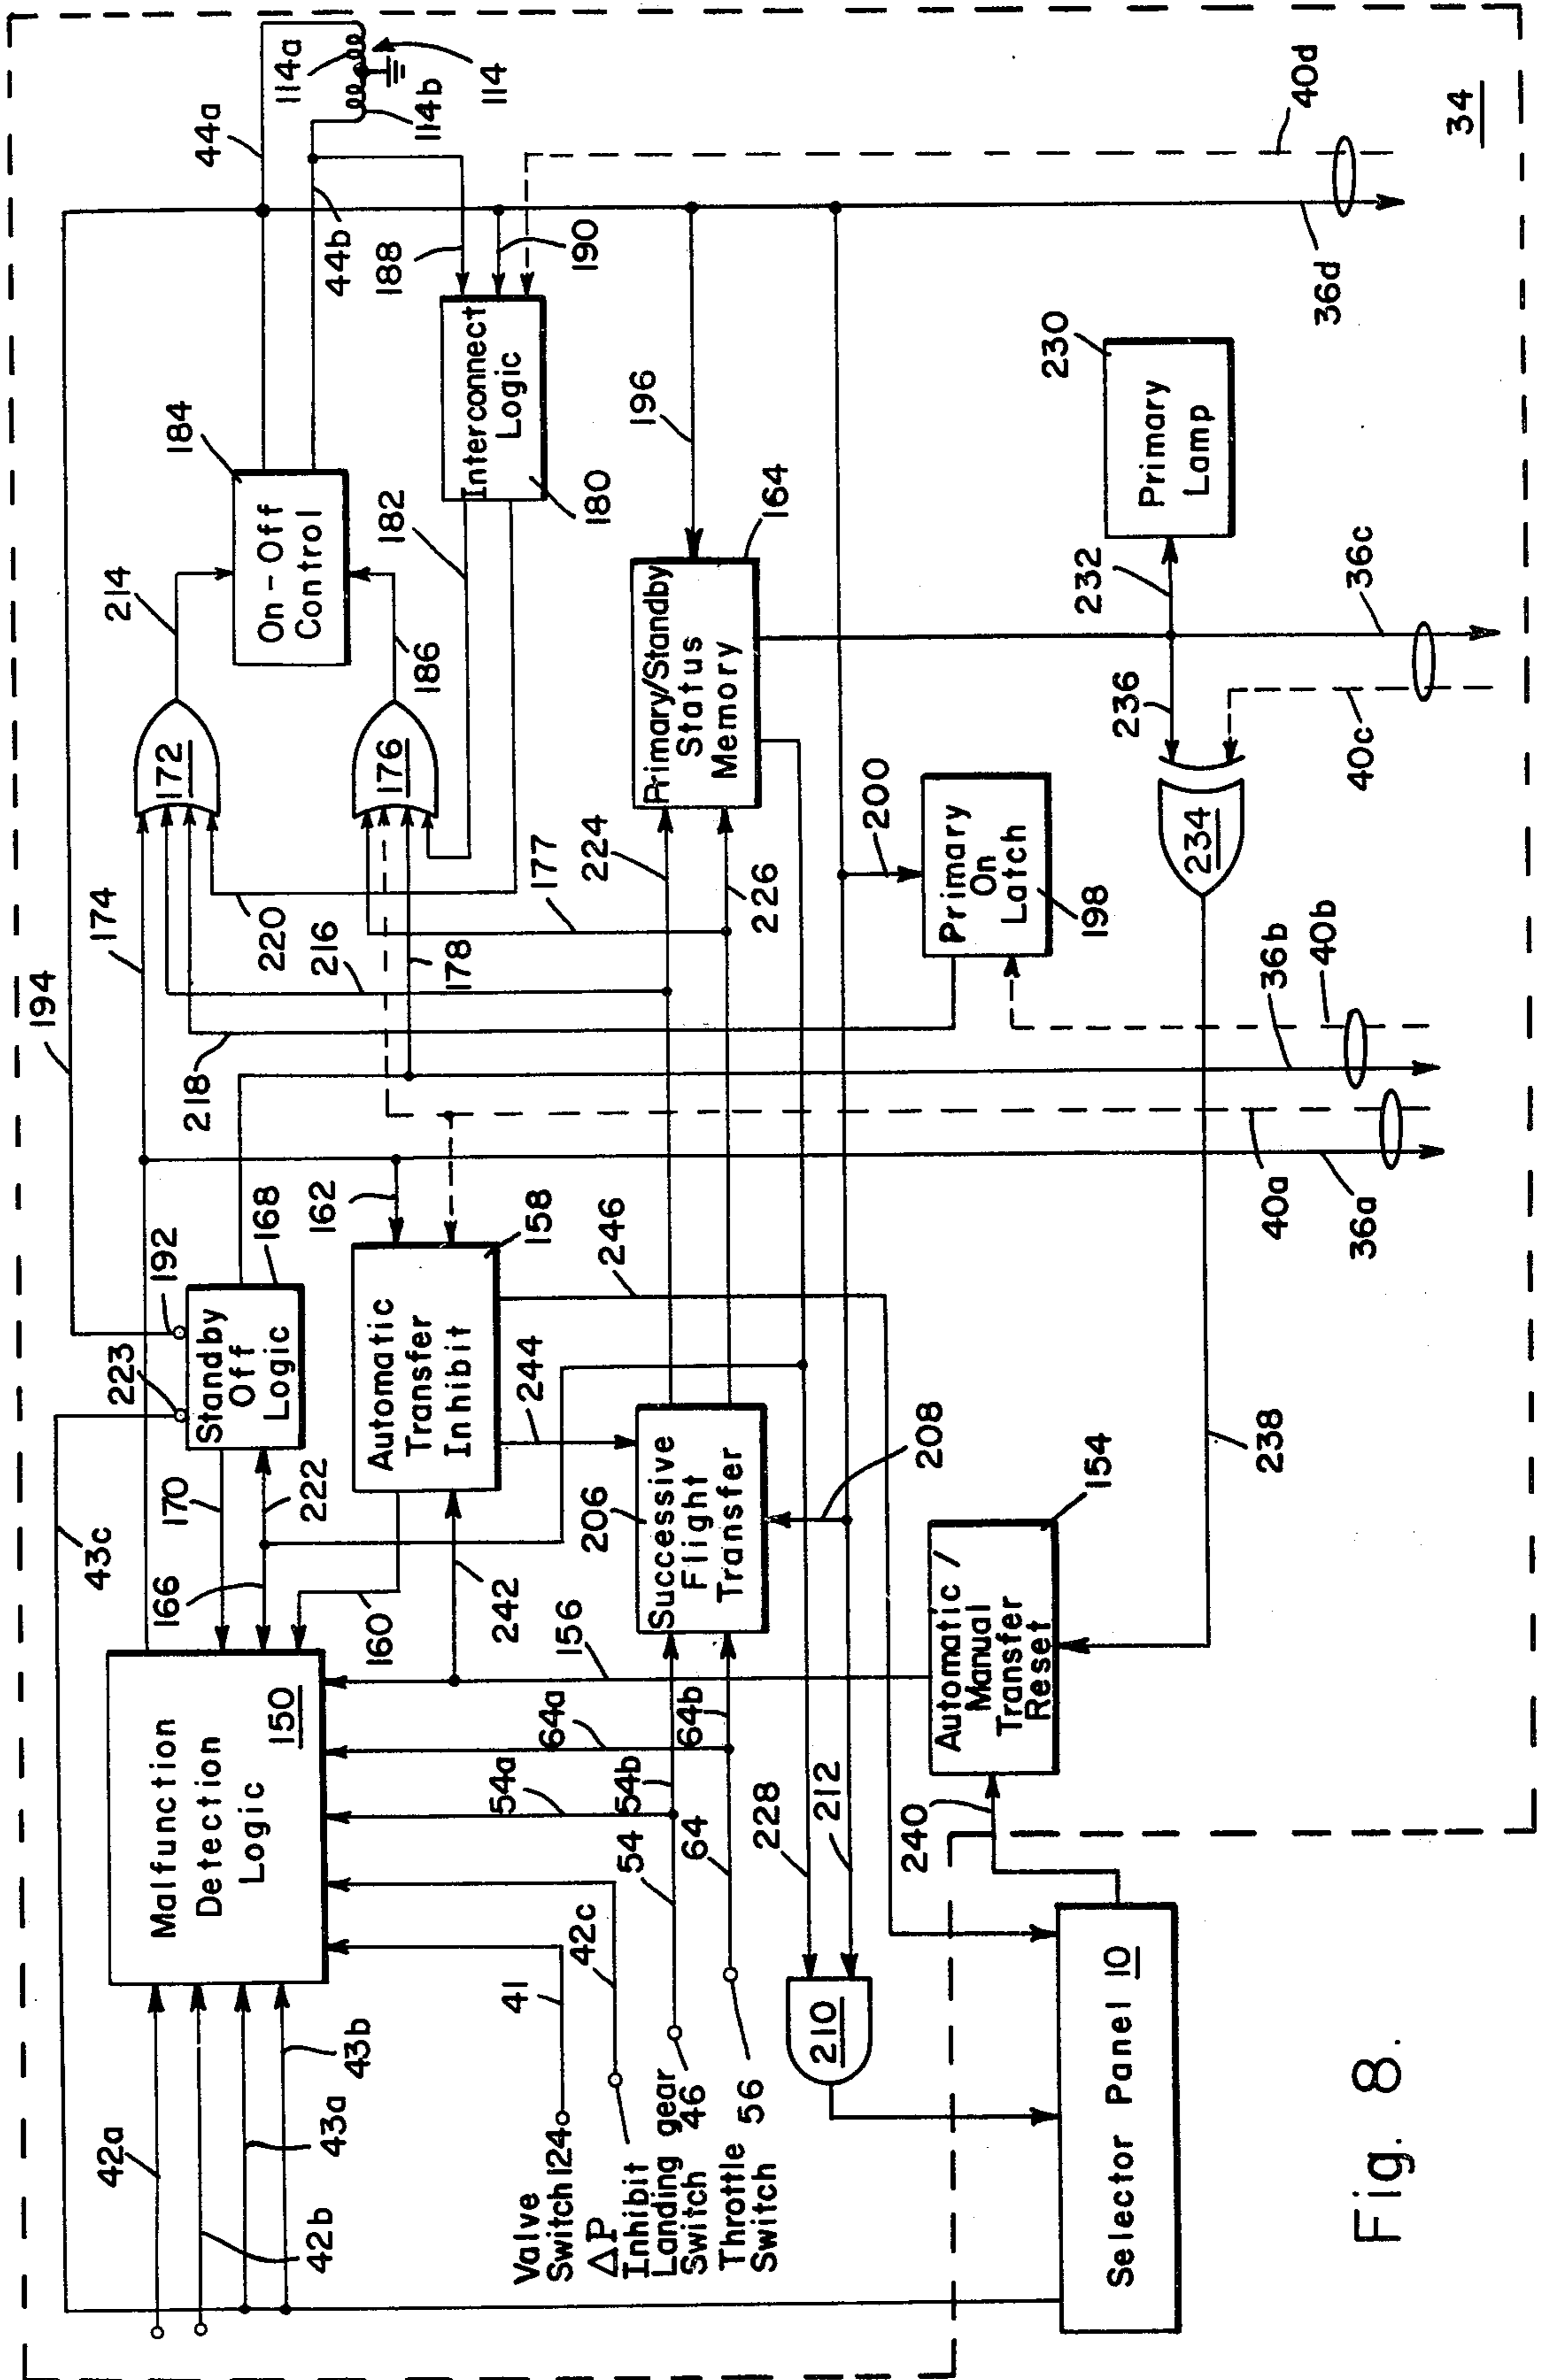 43c
194
44a
114a
114b
114
44b
42a
42b
43a
43b
Malfunction
Detection
Logic
150
166
170
222
223
192
Standby
Off
Logic
168
174
172
214
184
On-Off
Control
218
216
220
178
177
176
186
182
Interconnect
Logic
180
188
190
160
242
Automatic
Transfer
Inhibit
158
162
244
246
Valve
Switch 124
41
ΔP
Inhibit
42c
Landing gear
Switch 46
Throttle 56
Switch
54
54a
54b
64
64a
64b
156
206
Successive
Flight
Transfer
208
224
226
Primary/Standby
Status
Memory
164
196
210
228
212
200
Primary
On
Latch
198
240
Automatic /
Manual
Transfer
Reset
154
238
234
236
232
Primary
Lamp
230
Selector Panel 10
36a
40a
36b
40b
40c
36c
36d
40d
34
Fig. 8.